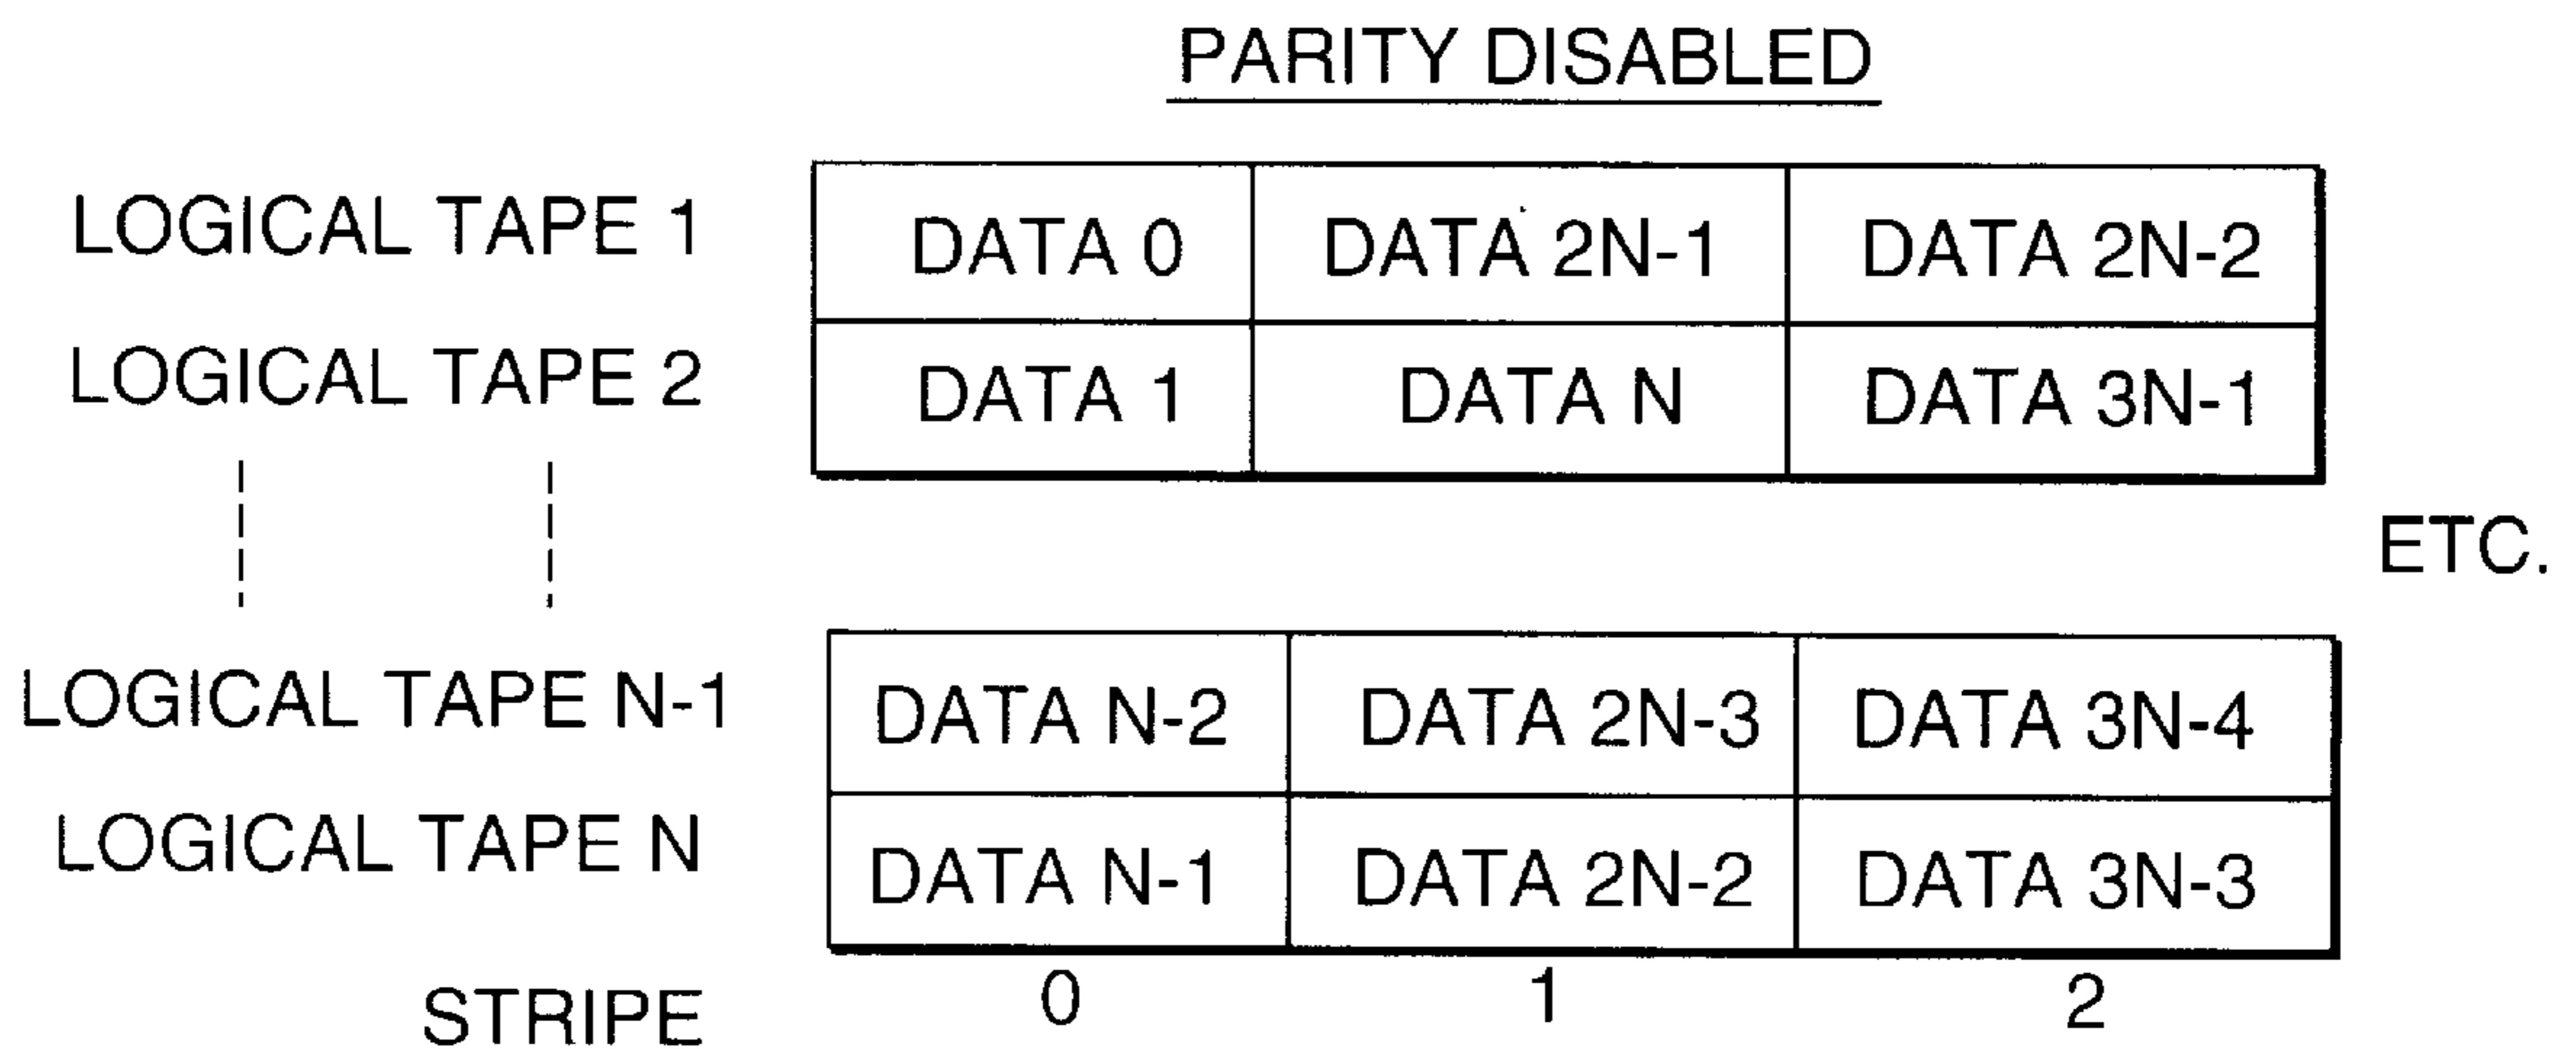 PARITY DISABLED
LOGICAL TAPE 1 DATA 0 DATA 2N-1 DATA 2N-2
LOGICAL TAPE 2 DATA 1 DATA N DATA 3N-1
ETC.
LOGICAL TAPE N-1 DATA N-2 DATA 2N-3 DATA 3N-4
LOGICAL TAPE N DATA N-1 DATA 2N-2 DATA 3N-3
STRIPE 0 1 2